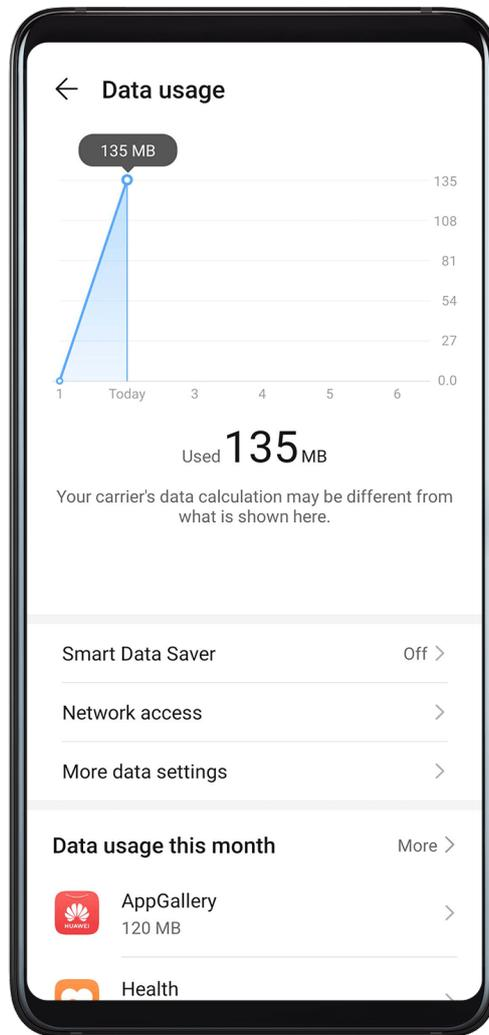 Data usage
135 MB
135
108
81
54
27
0.0
1 Today 3 4 5 6
Used 135 MB
Your carrier's data calculation may be different from
what is shown here.
Smart Data Saver Off
Network access
More data settings
Data usage this month More
AppGallery
HUAWEI
120 MB
Health